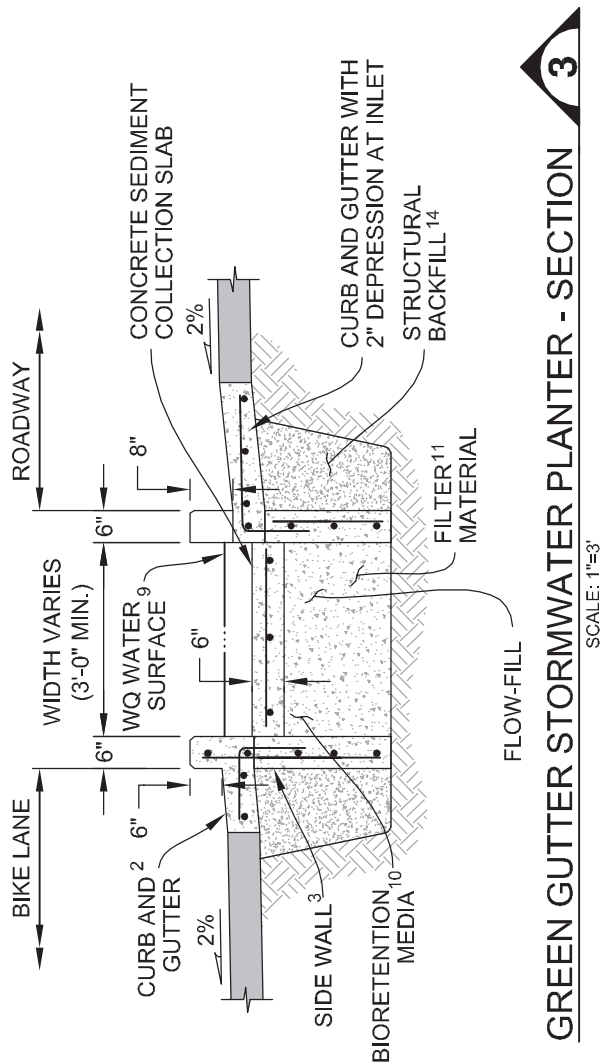 BIKE LANE
WIDTH VARIES
(3'-0" MIN.)
ROADWAY
6"
6"
8"
6"
WQ WATER
SURFACE 9
6"
2%
2%
CURB AND 2
GUTTER
CONCRETE SEDIMENT
COLLECTION SLAB
SIDE WALL 3
BIORETENTION
MEDIA 10
FLOW-FILL
FILTER 11
MATERIAL
CURB AND GUTTER WITH
2" DEPRESSION AT INLET
STRUCTURAL
BACKFILL 14
GREEN GUTTER STORMWATER PLANTER - SECTION
3
SCALE: 1"=3'